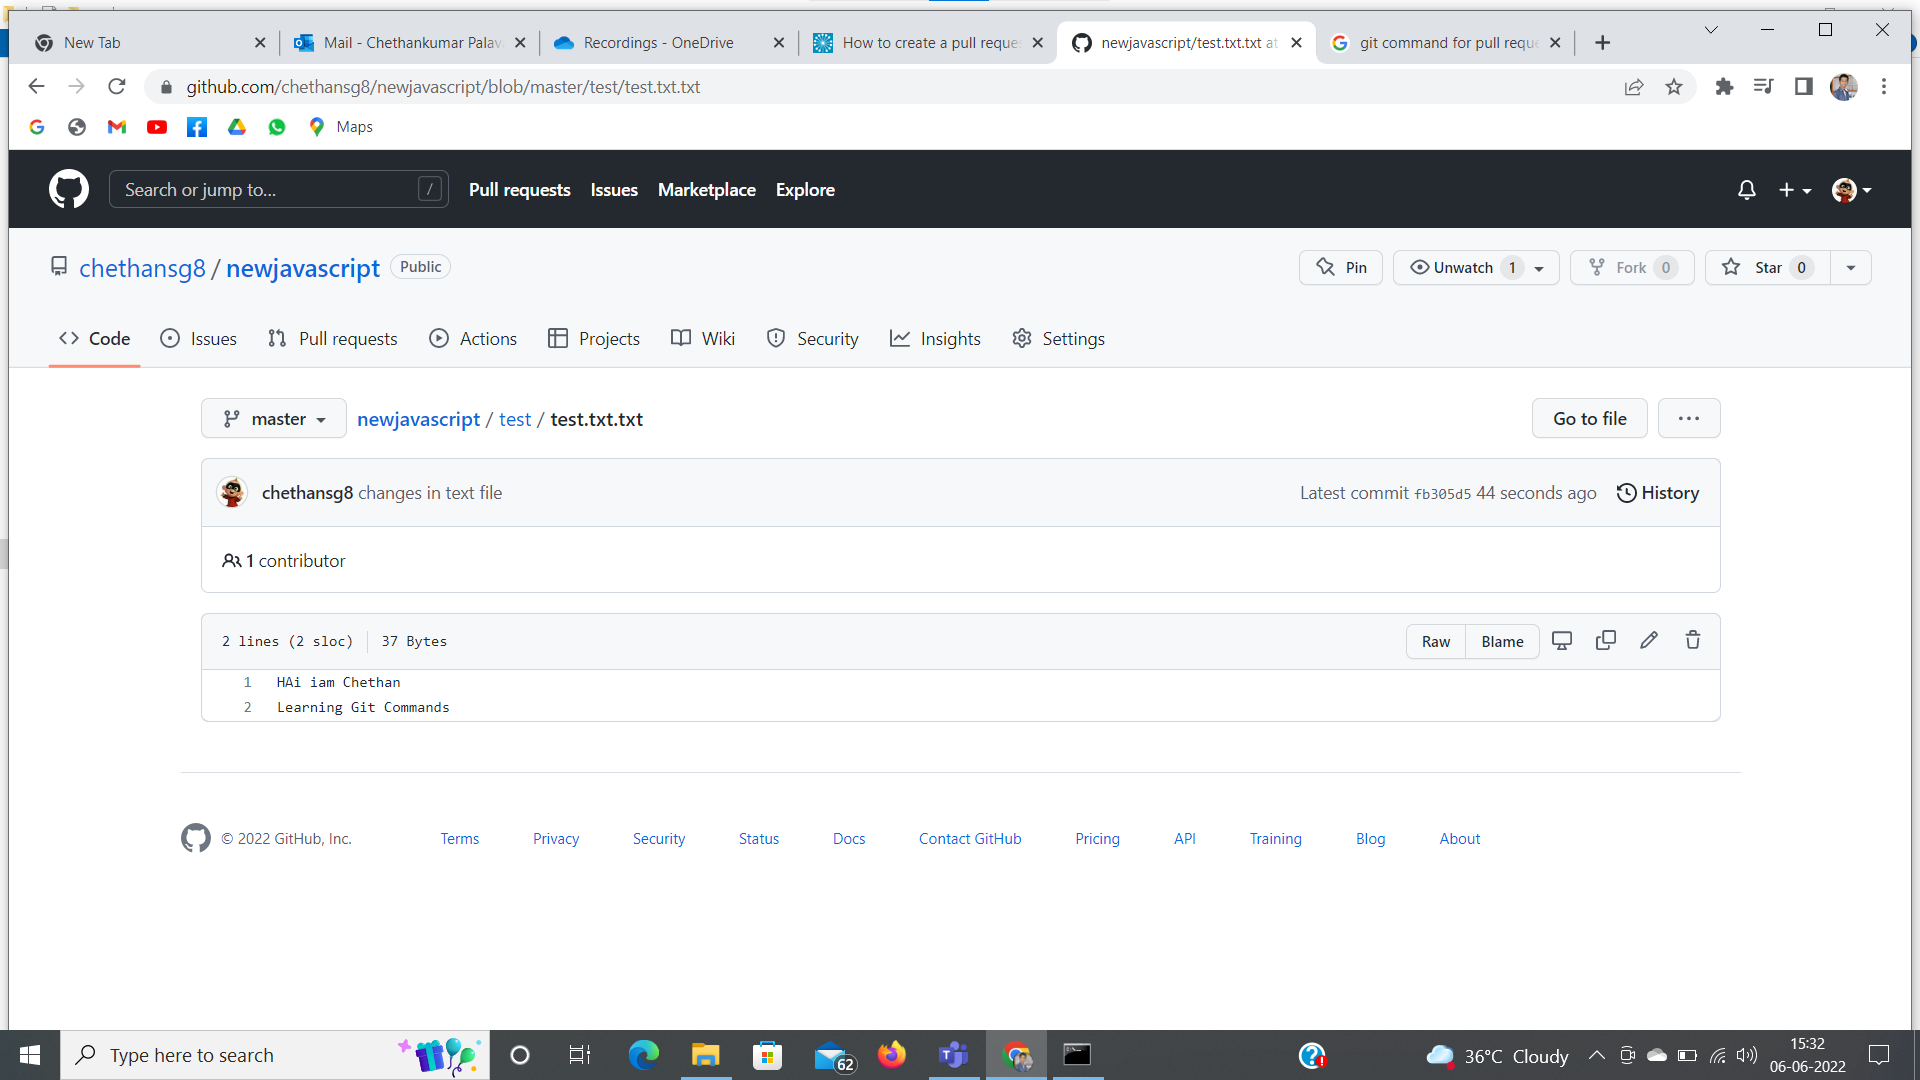 New Tab
Mail - Chethankumar Palav
Recordings - OneDrive
How to create a pull reque
newjavascript/test.txt.txt at
git command for pull requ
github.com/chethansg8/newjavascript/blob/master/test/test.txt.txt
Maps
Search or jump to...
/
Pull requests
Issues
Marketplace
Explore
chethansg8 / newjavascript
Public
Pin
Unwatch 1
Fork 0
Star 0
Code
Issues
Pull requests
Actions
Projects
Wiki
Security
Insights
Settings
master
newjavascript / test / test.txt.txt
Go to file
chethansg8 changes in text file
Latest commit fb305d5 44 seconds ago
History
1 contributor
2 lines (2 sloc)
37 Bytes
Raw
Blame
1 HAi iam Chethan
2 Learning Git Commands
© 2022 GitHub, Inc.
Terms
Privacy
Security
Status
Docs
Contact GitHub
Pricing
API
Training
Blog
About
Type here to search
62
36°C Cloudy
15:32
06-06-2022